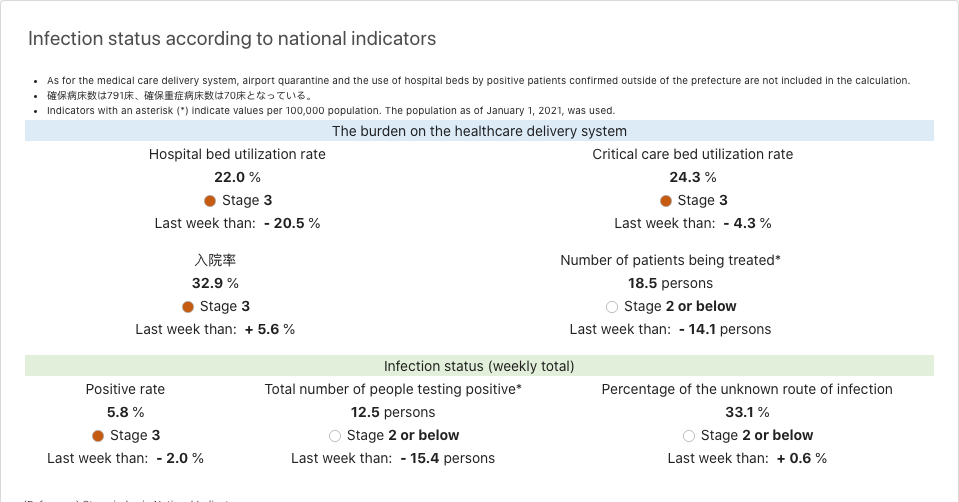 Infection status according to national indicators
As for the medical care delivery system, airport quarantine and the use of hospital beds by positive patients confirmed outside of the prefecture are not included in the calculation.
確保病床数は791床、確保重症病床数は70床となっている。
Indicators with an asterisk (*) indicate values per 100,000 population. The population as of January 1, 2021, was used.
The burden on the healthcare delivery system
Hospital bed utilization rate
22.0 %
Stage 3
Last week than: - 20.5 %
Critical care bed utilization rate
24.3 %
Stage 3
Last week than: - 4.3 %
入院率
32.9 %
Stage 3
Last week than: + 5.6 %
Number of patients being treated*
18.5 persons
Stage 2 or below
Last week than: - 14.1 persons
Infection status (weekly total)
Positive rate
5.8 %
Stage 3
Last week than: - 2.0 %
Total number of people testing positive*
12.5 persons
Stage 2 or below
Last week than: - 15.4 persons
Percentage of the unknown route of infection
33.1 %
Stage 2 or below
Last week than: + 0.6 %